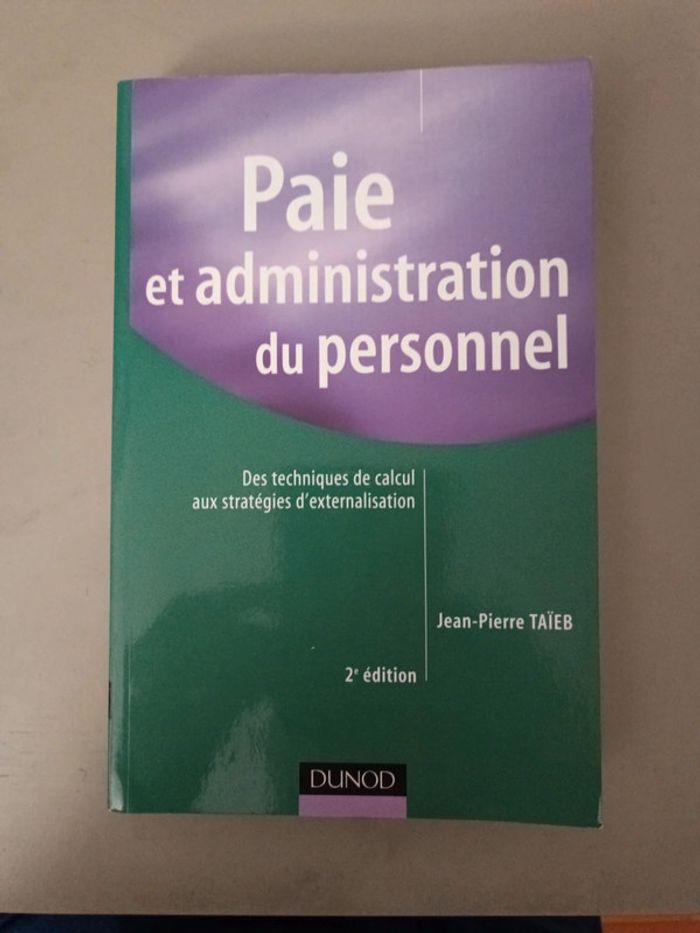 Paie
et administration
du personnel
Des techniques de calcul
aux stratégies d'externalisation
Jean-Pierre TAÏEB
2e édition
DUNOD